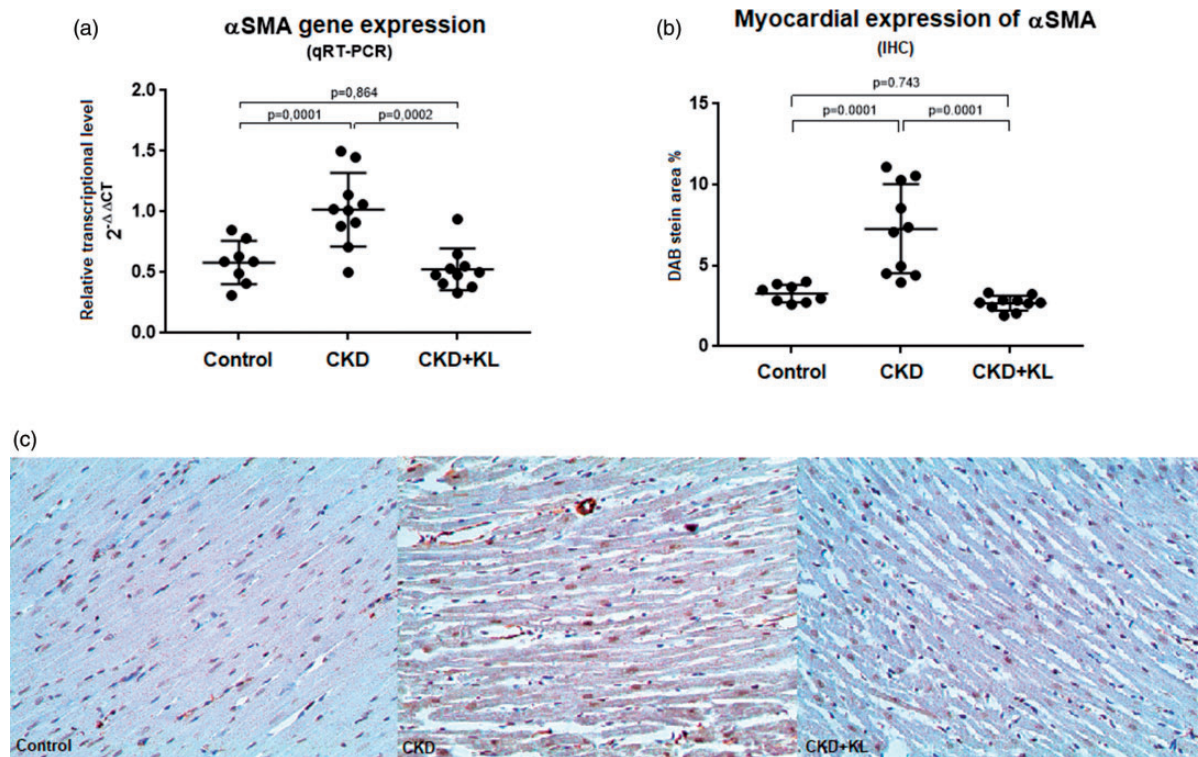 (a)
αSMA gene expression
(qRT-PCR)
Relative transcriptional level
2-Δ ΔCT
2.0
1.5
1.0
0.5
0.0
p=0,864
p=0,0001
p=0,0002
Control
CKD
CKD+KL
(b)
Myocardial expression of αSMA
(IHC)
DAB stein area %
15
10
5
0
p=0.743
p=0.0001
p=0.0001
Control
CKD
CKD+KL
(c)
Control
CKD
CKD+KL